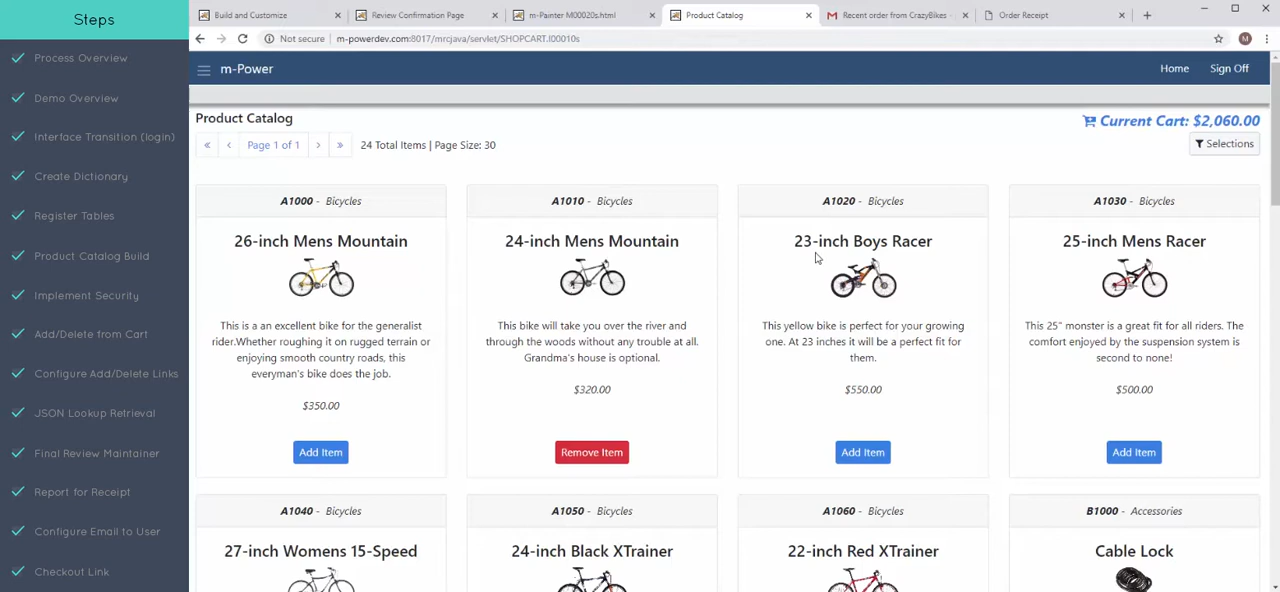 Steps
Process Overview
Demo Overview
Interface Transition (login)
Create Dictionary
Register Tables
Product Catalog Build
Implement Security
Add/Delete from Cart
Configure Add/Delete Links
JSON Lookup Retrieval
Final Review Maintainer
Report for Receipt
Configure Email to User
Checkout Link
Build and Customize
Review Confirmation Page
m-Painter M00020s.html
Product Catalog
Recent order from CrazyBikes -
Order Receipt
Not secure | m-powerdev.com:8017/mrcjava/servlet/SHOPCART.I00010s
M
m-Power
Home
Sign Off
Product Catalog
Current Cart: $2,060.00
« ‹ Page 1 of 1 › »
24 Total Items | Page Size: 30
Selections
A1000 - Bicycles
26-inch Mens Mountain
This is a an excellent bike for the generalist
rider.Whether roughing it on rugged terrain or
enjoying smooth country roads, this
everyman's bike does the job.
$350.00
Add Item
A1010 - Bicycles
24-inch Mens Mountain
This bike will take you over the river and
through the woods without any trouble at all.
Grandma's house is optional.
$320.00
Remove Item
A1020 - Bicycles
23-inch Boys Racer
This yellow bike is perfect for your growing
one. At 23 inches it will be a perfect fit for
them.
$550.00
Add Item
A1030 - Bicycles
25-inch Mens Racer
This 25" monster is a great fit for all riders. The
comfort enjoyed by the suspension system is
second to none!
$500.00
Add Item
A1040 - Bicycles
27-inch Womens 15-Speed
A1050 - Bicycles
24-inch Black XTrainer
A1060 - Bicycles
22-inch Red XTrainer
B1000 - Accessories
Cable Lock